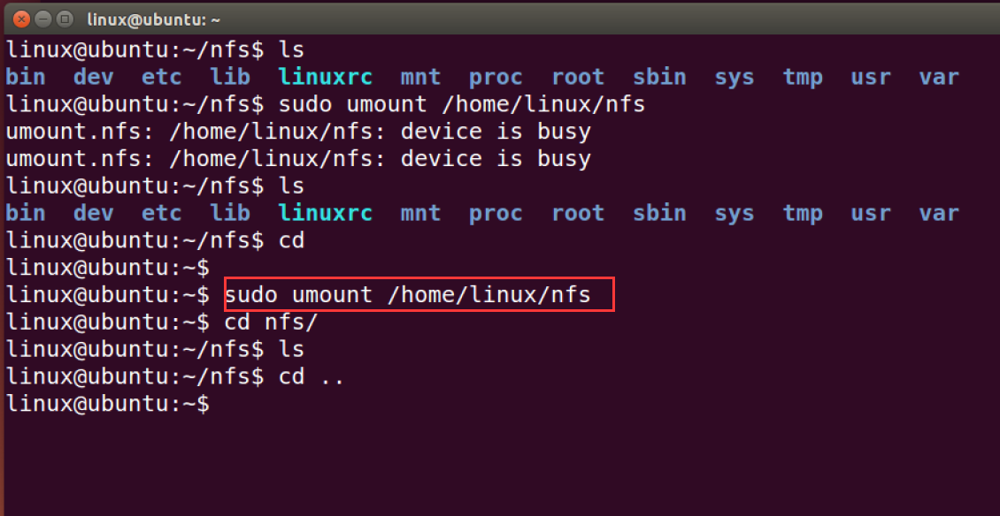 linux@ubuntu: ~
linux@ubuntu:~/nfs$ ls
bin  dev  etc  lib  linuxrc  mnt  proc  root  sbin  sys  tmp  usr  var
linux@ubuntu:~/nfs$ sudo umount /home/linux/nfs
umount.nfs: /home/linux/nfs: device is busy
umount.nfs: /home/linux/nfs: device is busy
linux@ubuntu:~/nfs$ ls
bin  dev  etc  lib  linuxrc  mnt  proc  root  sbin  sys  tmp  usr  var
linux@ubuntu:~/nfs$ cd
linux@ubuntu:~$
linux@ubuntu:~$ sudo umount /home/linux/nfs
linux@ubuntu:~$ cd nfs/
linux@ubuntu:~/nfs$ ls
linux@ubuntu:~/nfs$ cd ..
linux@ubuntu:~$